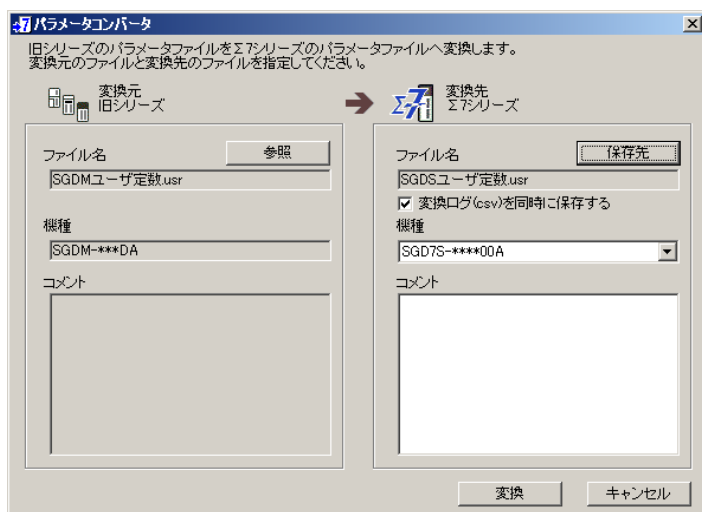 パラメータコンバータ
旧シリーズのパラメータファイルをΣ7シリーズのパラメータファイルへ変換します。
変換元のファイルと変換先のファイルを指定してください。
変換元
旧シリーズ
Σ7
変換先
Σ7シリーズ
ファイル名
参照
SGDMユーザ定数.usr
機種
SGDM-***DA
コメント
ファイル名
保存先
SGDSユーザ定数.usr
変換ログ(csv)を同時に保存する
機種
SGD7S-****00A
コメント
変換
キャンセル